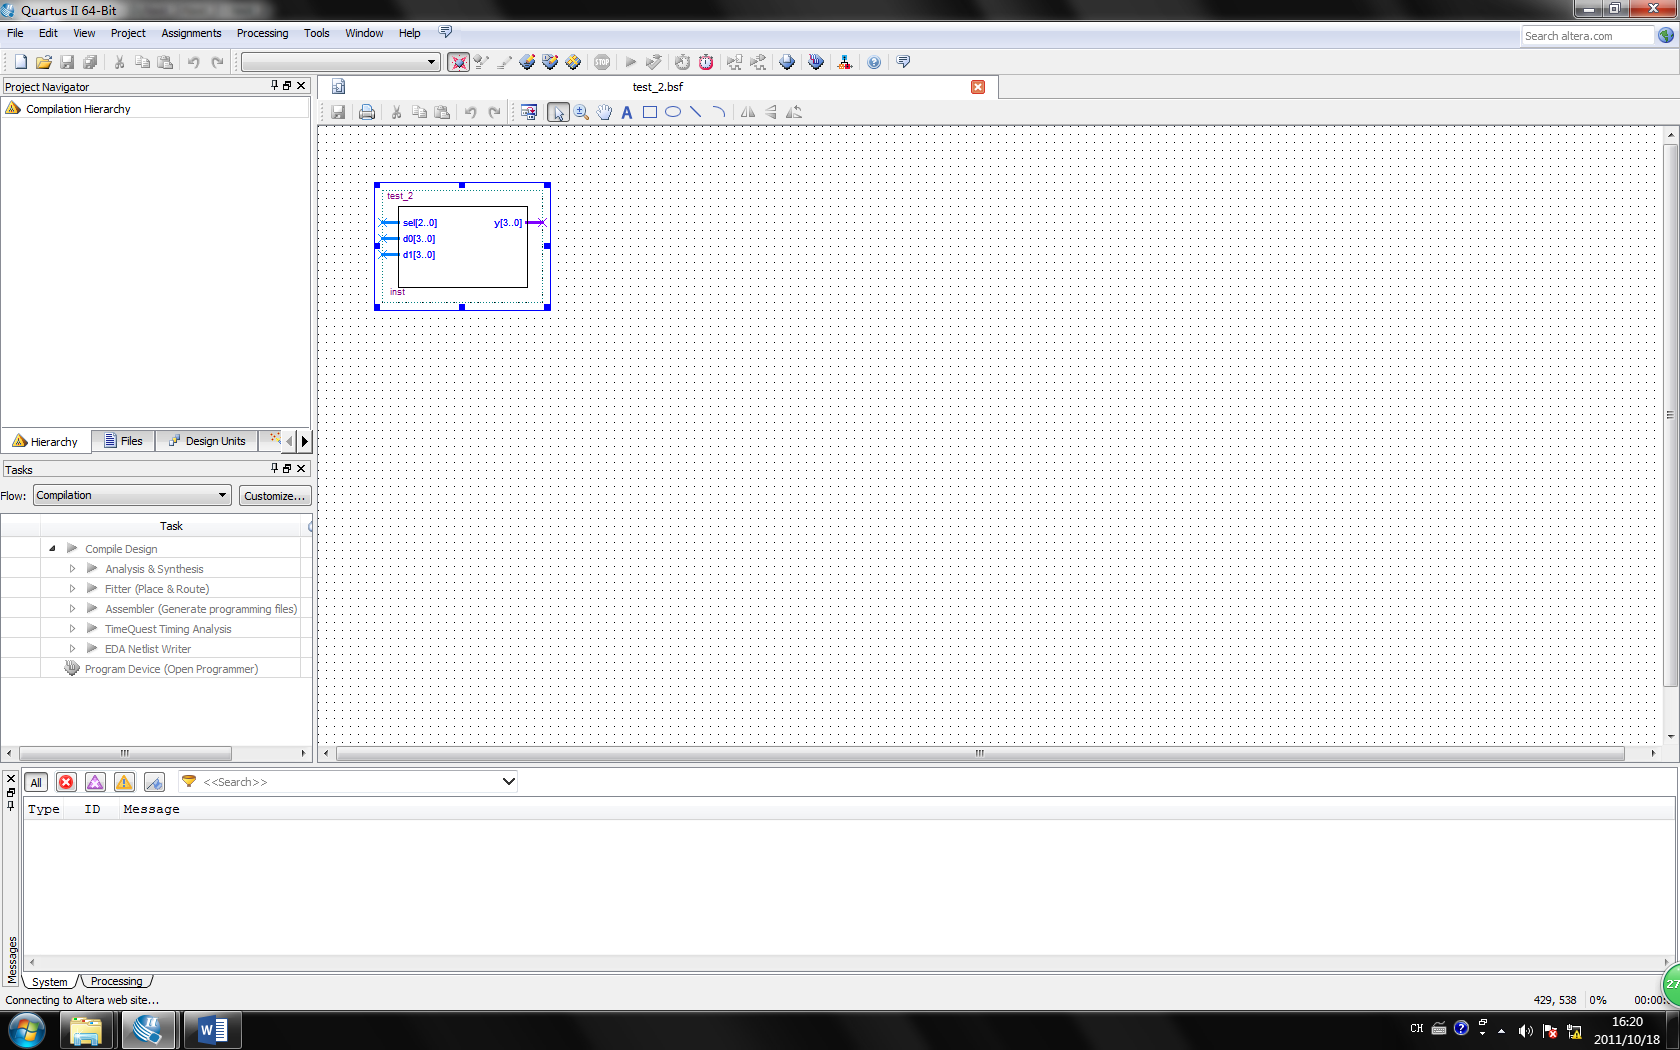 Quartus II 64-Bit
File Edit View Project Assignments Processing Tools Window Help
Search altera.com
Project Navigator
test_2.bsf
Compilation Hierarchy
test_2
sel[2..0] y[3..0]
d0[3..0]
d1[3..0]
inst
Hierarchy Files Design Units
Tasks
Flow: Compilation Customize...
Task
Compile Design
Analysis & Synthesis
Fitter (Place & Route)
Assembler (Generate programming files)
TimeQuest Timing Analysis
EDA Netlist Writer
Program Device (Open Programmer)
All <<Search>>
Type ID Message
Messages
System Processing
Connecting to Altera web site...
429, 538 0% 00:00:
27
CH
16:20
2011/10/18